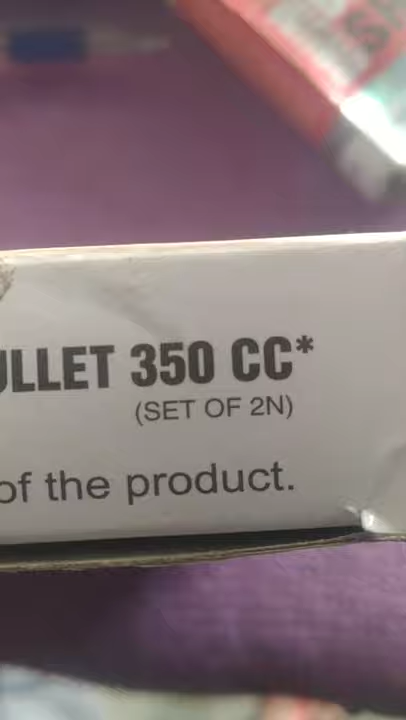 ULLET 350 CC*
(SET OF 2N)
of the product.